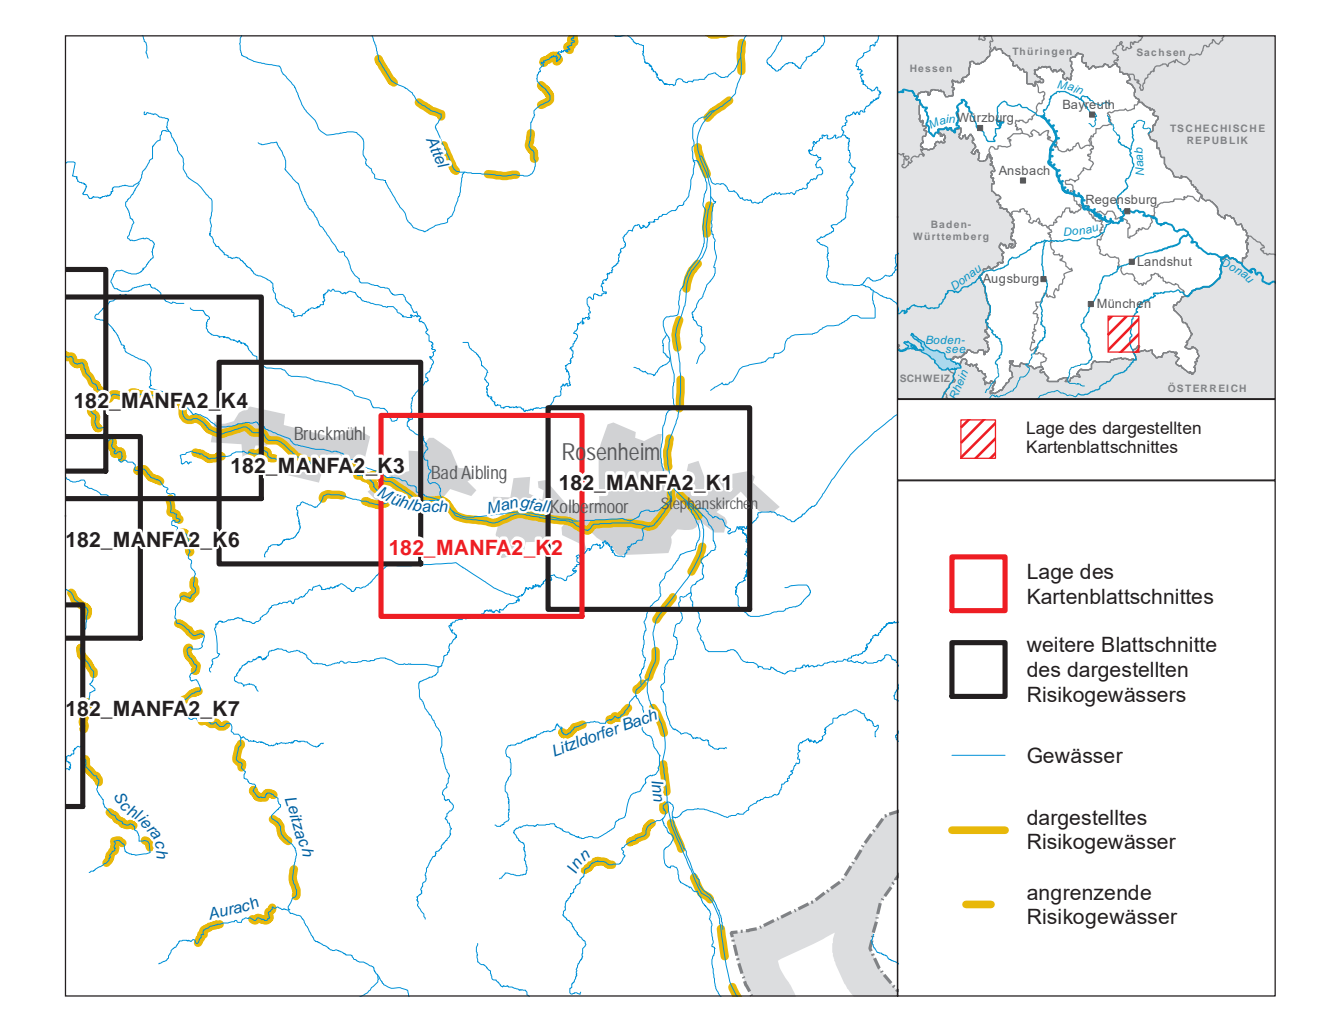 Attel
182_MANFA2_K4
Bruckmühl
182_MANFA2_K3
Bad Aibling
Rosenheim
182_MANFA2_K1
Mühlbach
Mangfall
Kolbermoor
Stephanskirchen
182_MANFA2_K6
182_MANFA2_K2
182_MANFA2_K7
Litzldorfer Bach
Inn
Schlierach
Leitzach
Inn
Aurach
Thüringen
Sachsen
Hessen
Main
Bayreuth
Main
Würzburg
TSCHECHISCHE
REPUBLIK
Naab
Ansbach
Regensburg
Baden-
Württemberg
Donau
Landshut
Donau
Augsburg
Donau
München
Boden-
see
SCHWEIZ
Rhein
ÖSTERREICH
Lage des dargestellten
Kartenblattschnittes
Lage des
Kartenblattschnittes
weitere Blattschnitte
des dargestellten
Risikogewässers
Gewässer
dargestelltes
Risikogewässer
angrenzende
Risikogewässer